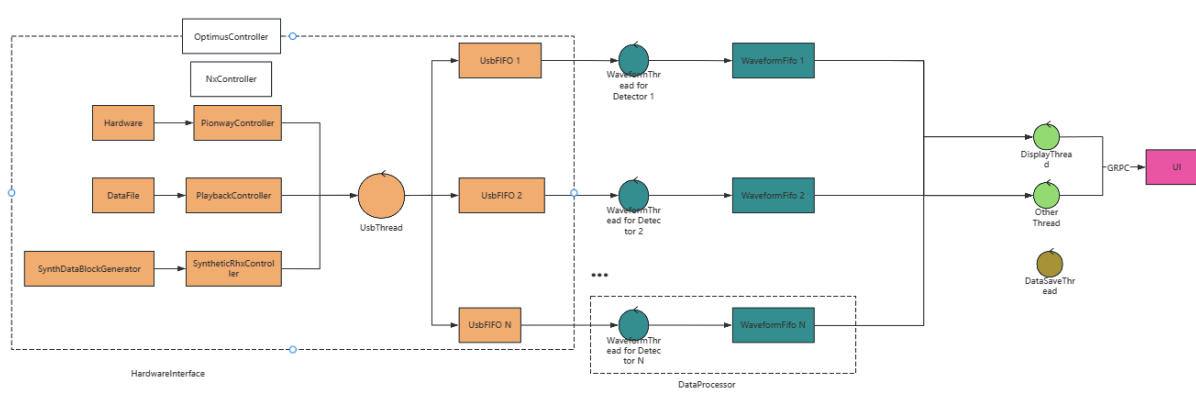 OptimusController
NxController
Hardware
PionwayController
DataFile
PlaybackController
SynthDataBlockGenerator
SyntheticRhxControl
ler
UsbThread
UsbFIFO 1
UsbFIFO 2
UsbFIFO N
HardwareInterface
WaveformThr
ead for
Detector 1
WaveformFifo 1
WaveformThr
ead for Detec
tor 2
WaveformFifo 2
...
WaveformThr
ead for Detec
tor N
WaveformFifo N
DataProcessor
DisplayThrea
d
Other
Thread
DataSaveThr
ead
GRPC
UI